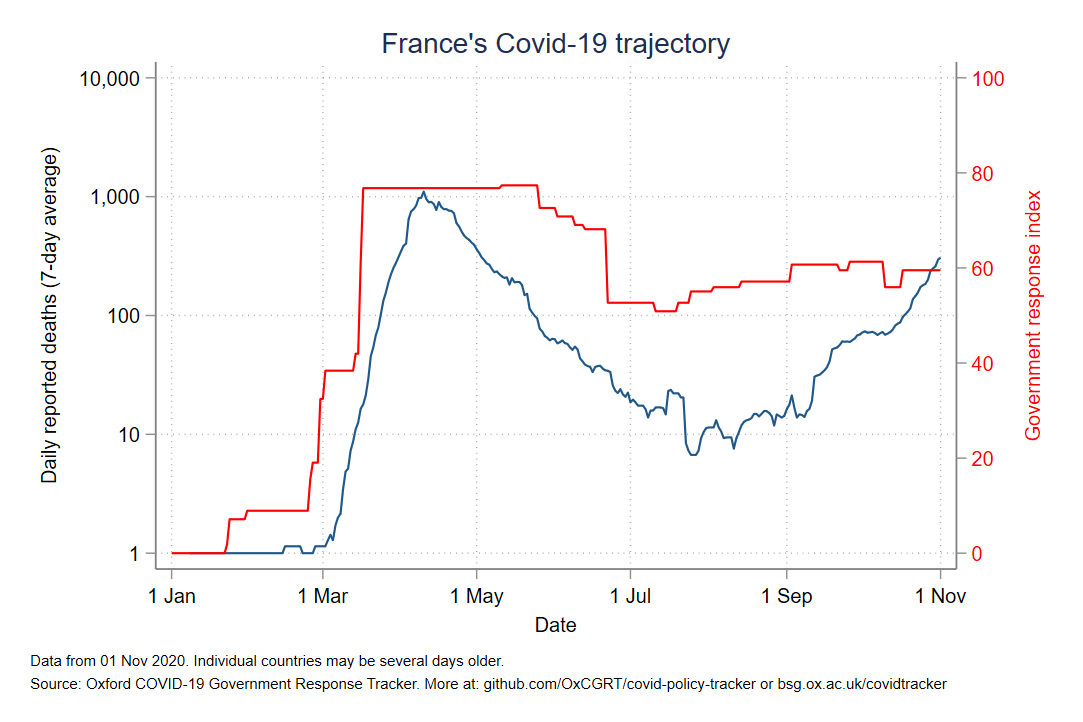 France's Covid-19 trajectory
10,000
1,000
100
10
1
Daily reported deaths (7-day average)
100
80
60
40
20
0
Government response index
1 Jan
1 Mar
1 May
1 Jul
1 Sep
1 Nov
Date
Data from 01 Nov 2020. Individual countries may be several days older.
Source: Oxford COVID-19 Government Response Tracker. More at: github.com/OxCGRT/covid-policy-tracker or bsg.ox.ac.uk/covidtracker